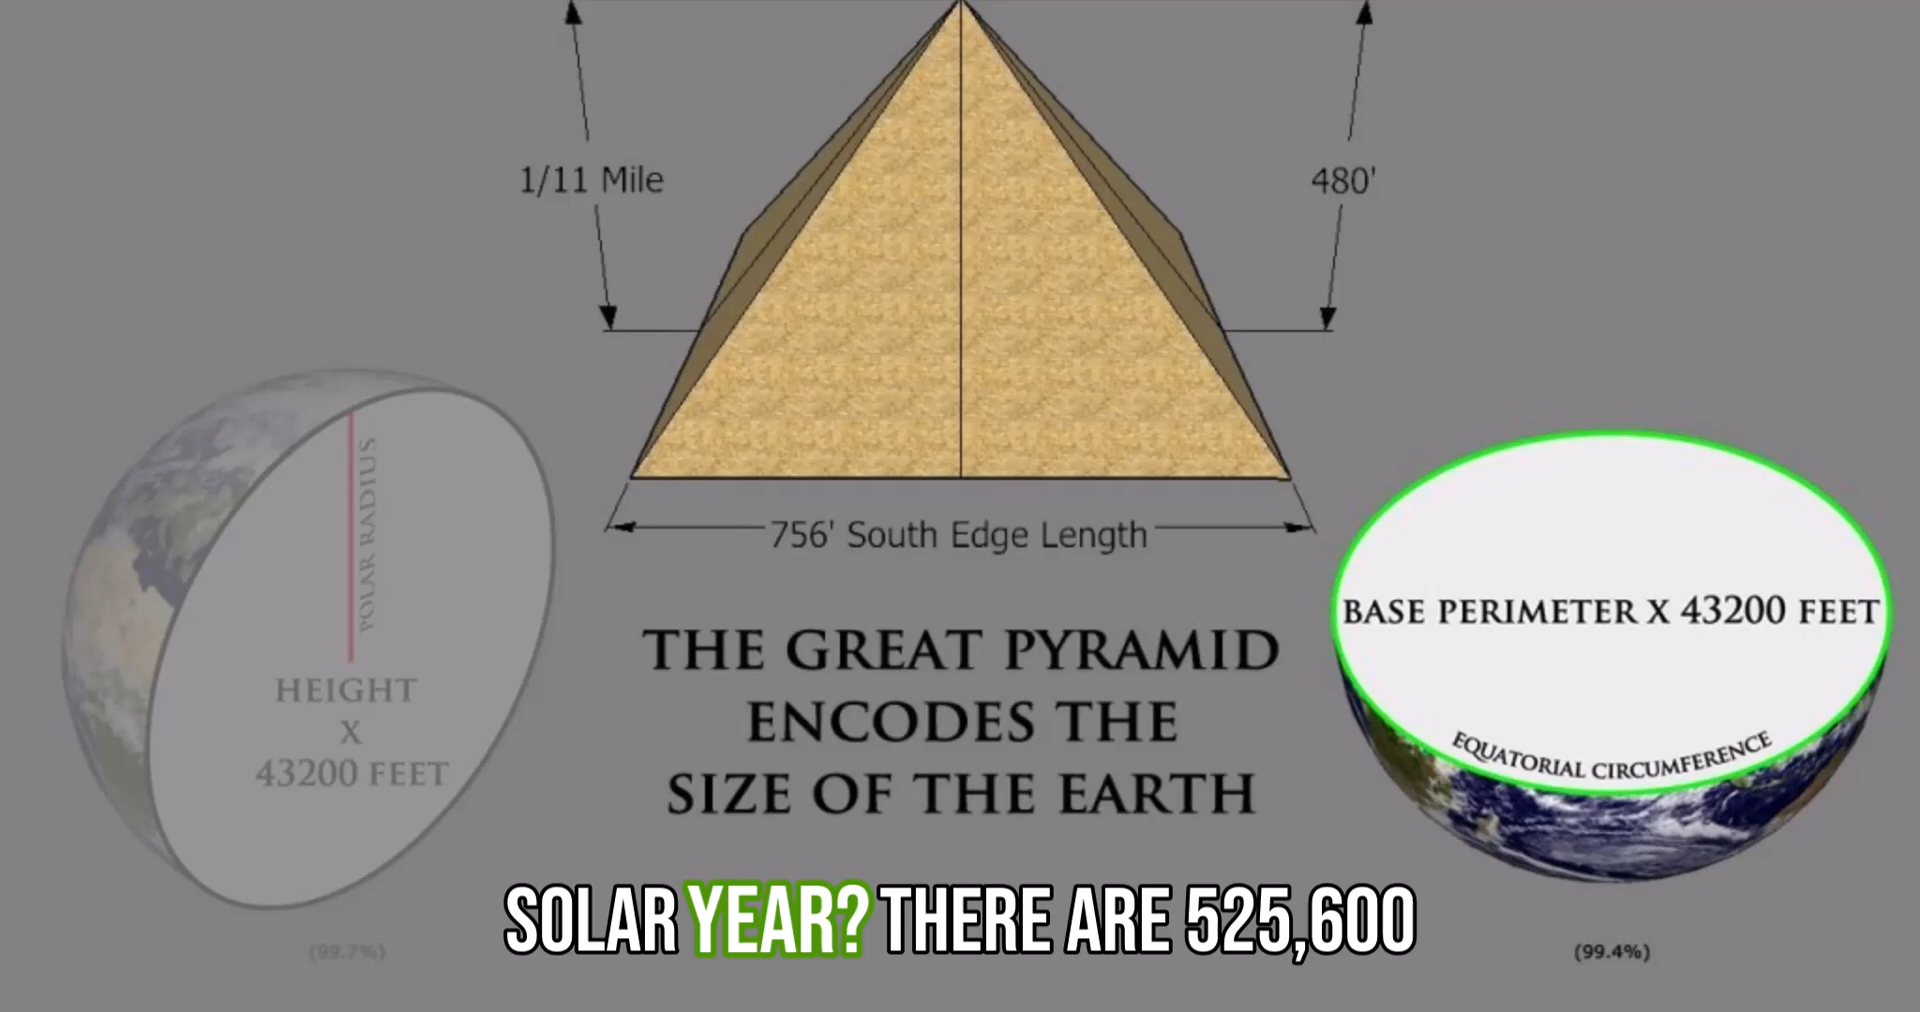 1/11 Mile
480'
756' South Edge Length
POLAR RADIUS
HEIGHT
X
43200 FEET
(99.7%)
THE GREAT PYRAMID
ENCODES THE
SIZE OF THE EARTH
BASE PERIMETER X 43200 FEET
EQUATORIAL CIRCUMFERENCE
(99.4%)
SOLAR YEAR? THERE ARE 525,600